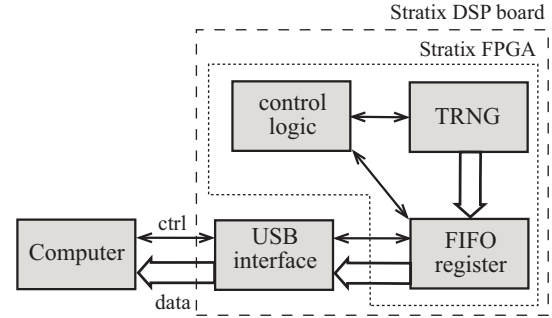 Stratix DSP board
Stratix FPGA
control
logic
TRNG
ctrl
Computer
USB
interface
FIFO
register
data